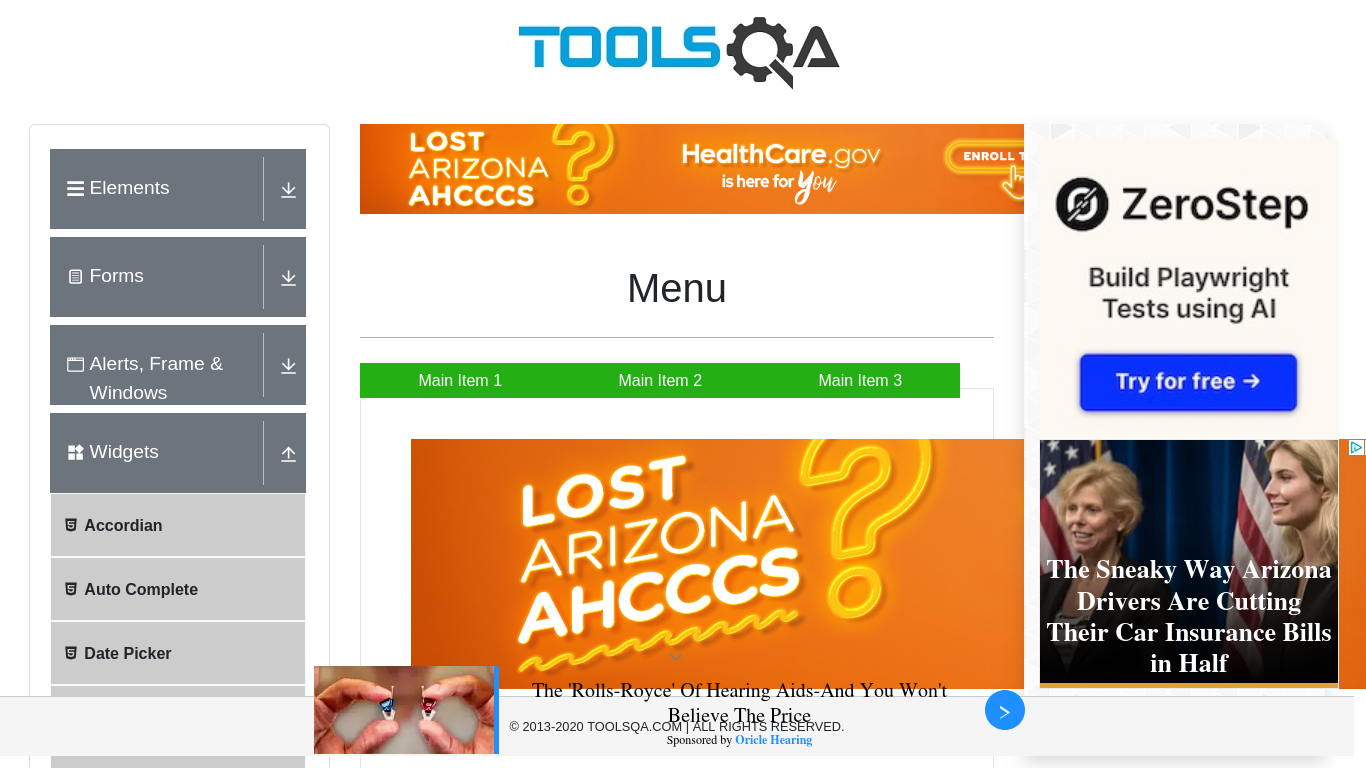 TOOLSQA
Elements
Forms
Alerts, Frame &
Windows
Widgets
Accordian
Auto Complete
Date Picker
LOST
ARIZONA
AHCCCS
?
HealthCare.gov
is here for you
Menu
Main Item 1
Main Item 2
Main Item 3
LOST
ARIZONA
AHCCCS
?
The 'Rolls-Royce' Of Hearing Aids-And You Won't
Believe The Price
© 2013-2020 TOOLSQA.COM | ALL RIGHTS RESERVED.
Sponsored by Oricle Hearing
ZeroStep
Build Playwright
Tests using AI
Try for free →
The Sneaky Way Arizona
Drivers Are Cutting
Their Car Insurance Bills
in Half